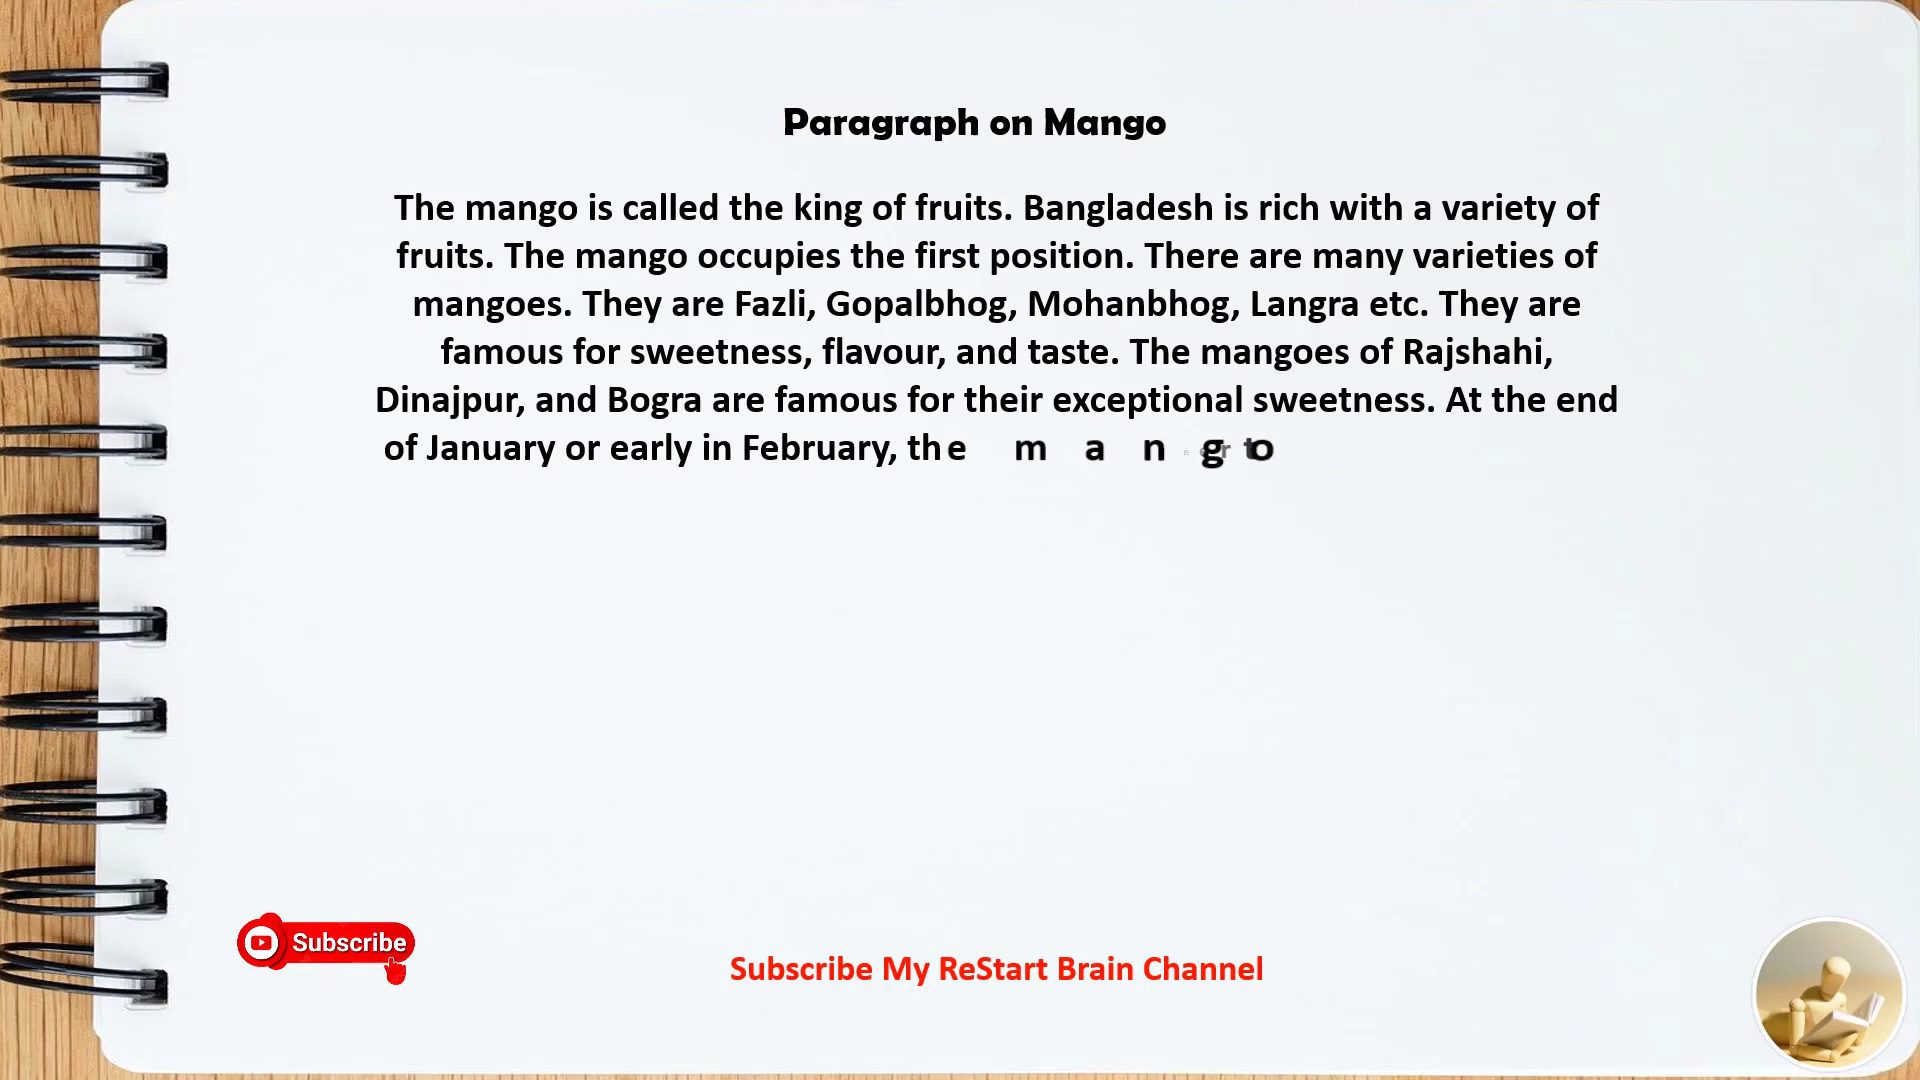 Paragraph on Mango
The mango is called the king of fruits. Bangladesh is rich with a variety of
fruits. The mango occupies the first position. There are many varieties of
mangoes. They are Fazli, Gopalbhog, Mohanbhog, Langra etc. They are
famous for sweetness, flavour, and taste. The mangoes of Rajshahi,
Dinajpur, and Bogra are famous for their exceptional sweetness. At the end
of January or early in February, the mango
Subscribe
Subscribe My ReStart Brain Channel